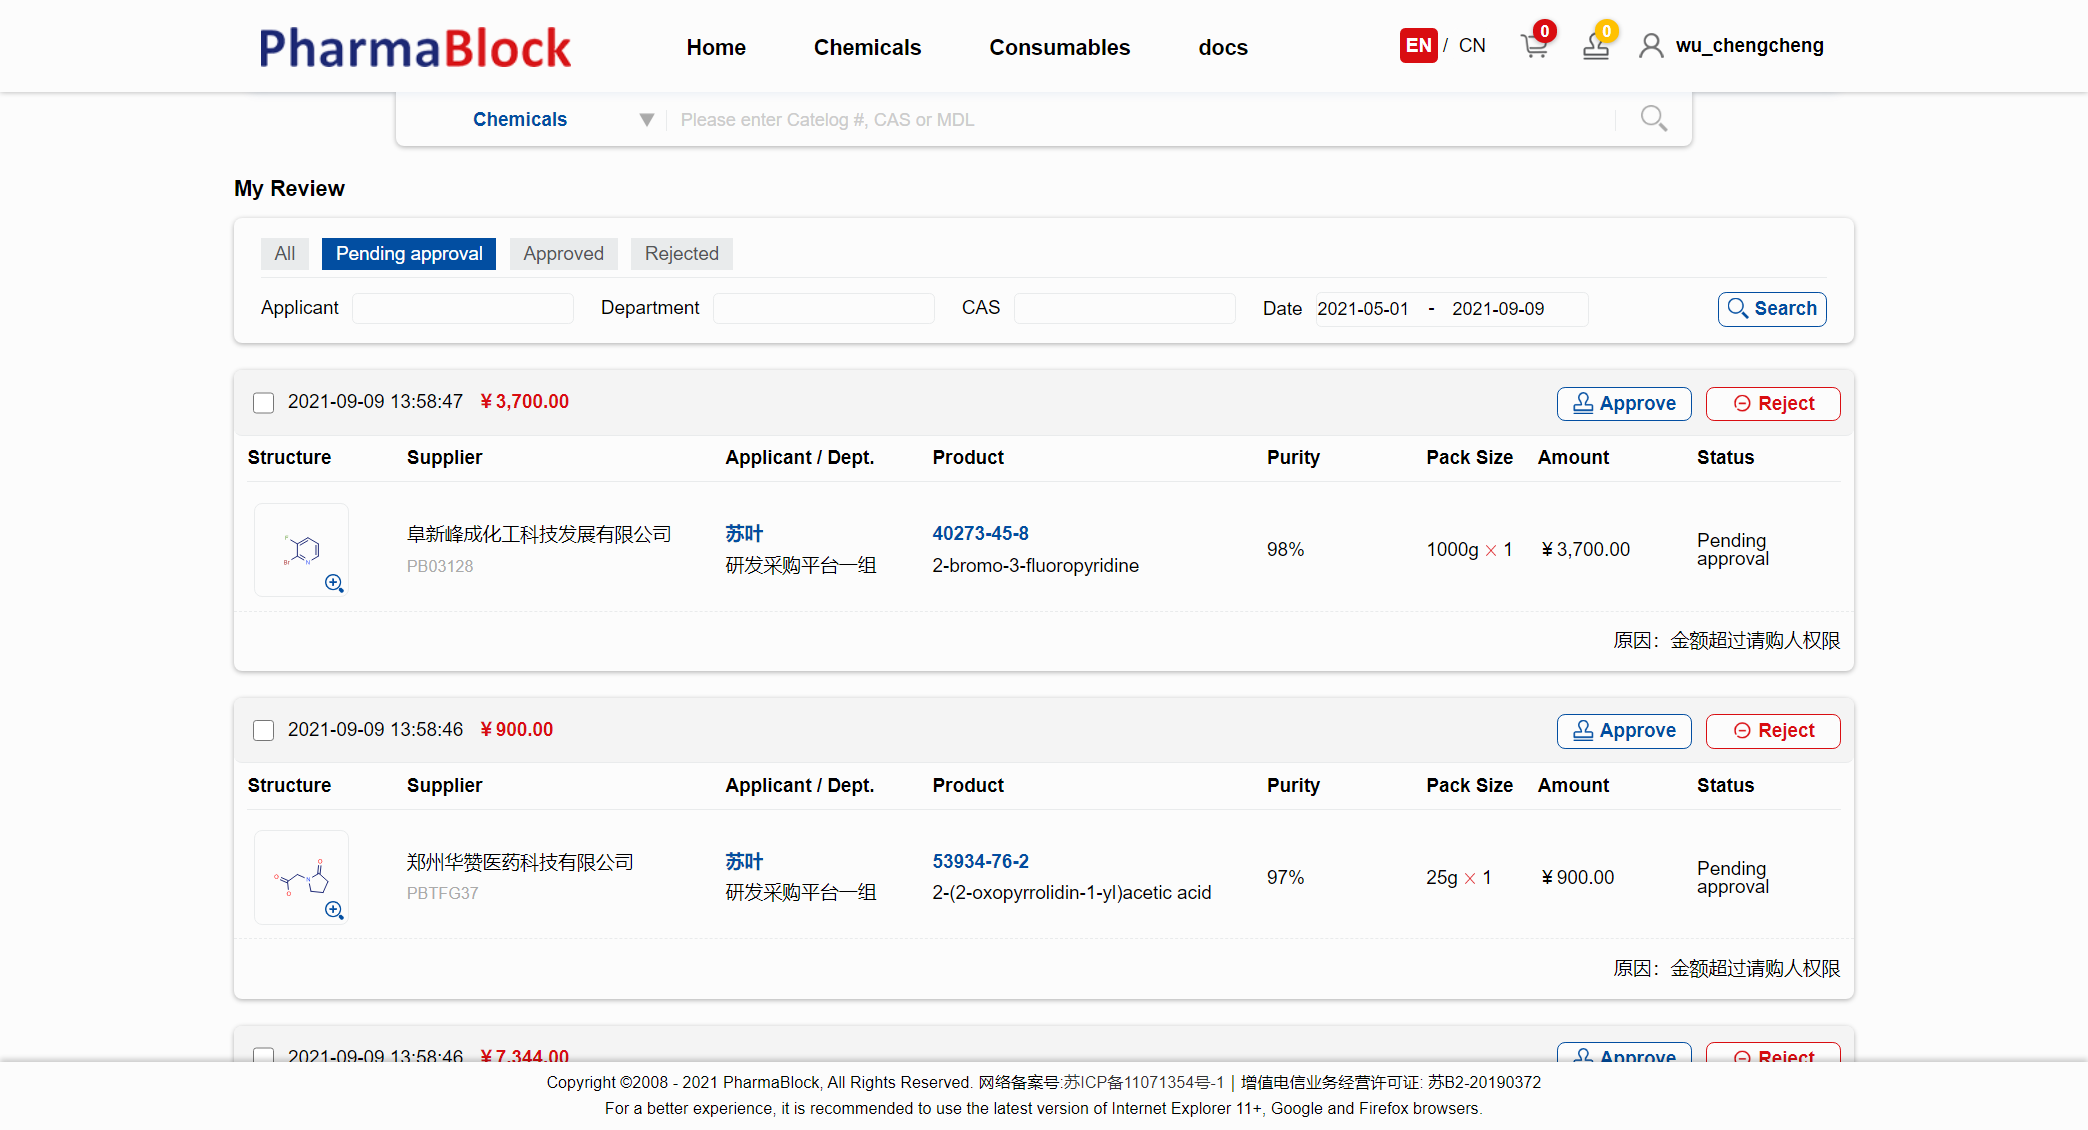 PharmaBlock
Home Chemicals Consumables docs
EN / CN 0 0 wu_chengcheng
Chemicals Please enter Catelog #, CAS or MDL
My Review
All Pending approval Approved Rejected
Applicant Department CAS Date 2021-05-01 - 2021-09-09 Search
2021-09-09 13:58:47 ¥3,700.00 Approve Reject
Structure Supplier Applicant / Dept. Product Purity Pack Size Amount Status
阜新峰成化工科技发展有限公司 苏叶 40273-45-8
98% 1000g × 1 ¥3,700.00 Pending approval
PB03128 研发采购平台一组 2-bromo-3-fluoropyridine
原因：金额超过请购人权限
2021-09-09 13:58:46 ¥900.00 Approve Reject
Structure Supplier Applicant / Dept. Product Purity Pack Size Amount Status
郑州华赞医药科技有限公司 苏叶 53934-76-2
97% 25g × 1 ¥900.00 Pending approval
PBTFG37 研发采购平台一组 2-(2-oxopyrrolidin-1-yl)acetic acid
原因：金额超过请购人权限
2021-09-09 13:58:46 ¥7,344.00 Approve Reject
Copyright ©2008 - 2021 PharmaBlock, All Rights Reserved. 网络备案号:苏ICP备11071354号-1 | 增值电信业务经营许可证: 苏B2-20190372
For a better experience, it is recommended to use the latest version of Internet Explorer 11+, Google and Firefox browsers.